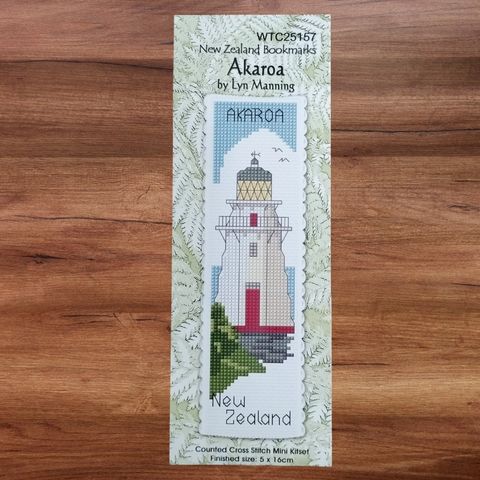 WTC25157
New Zealand Bookmarks
Akaroa
by Lyn Manning
AKAROA
New
Zealand
Counted Cross Stitch Mini Kitset
Finished size: 5 x 16cm